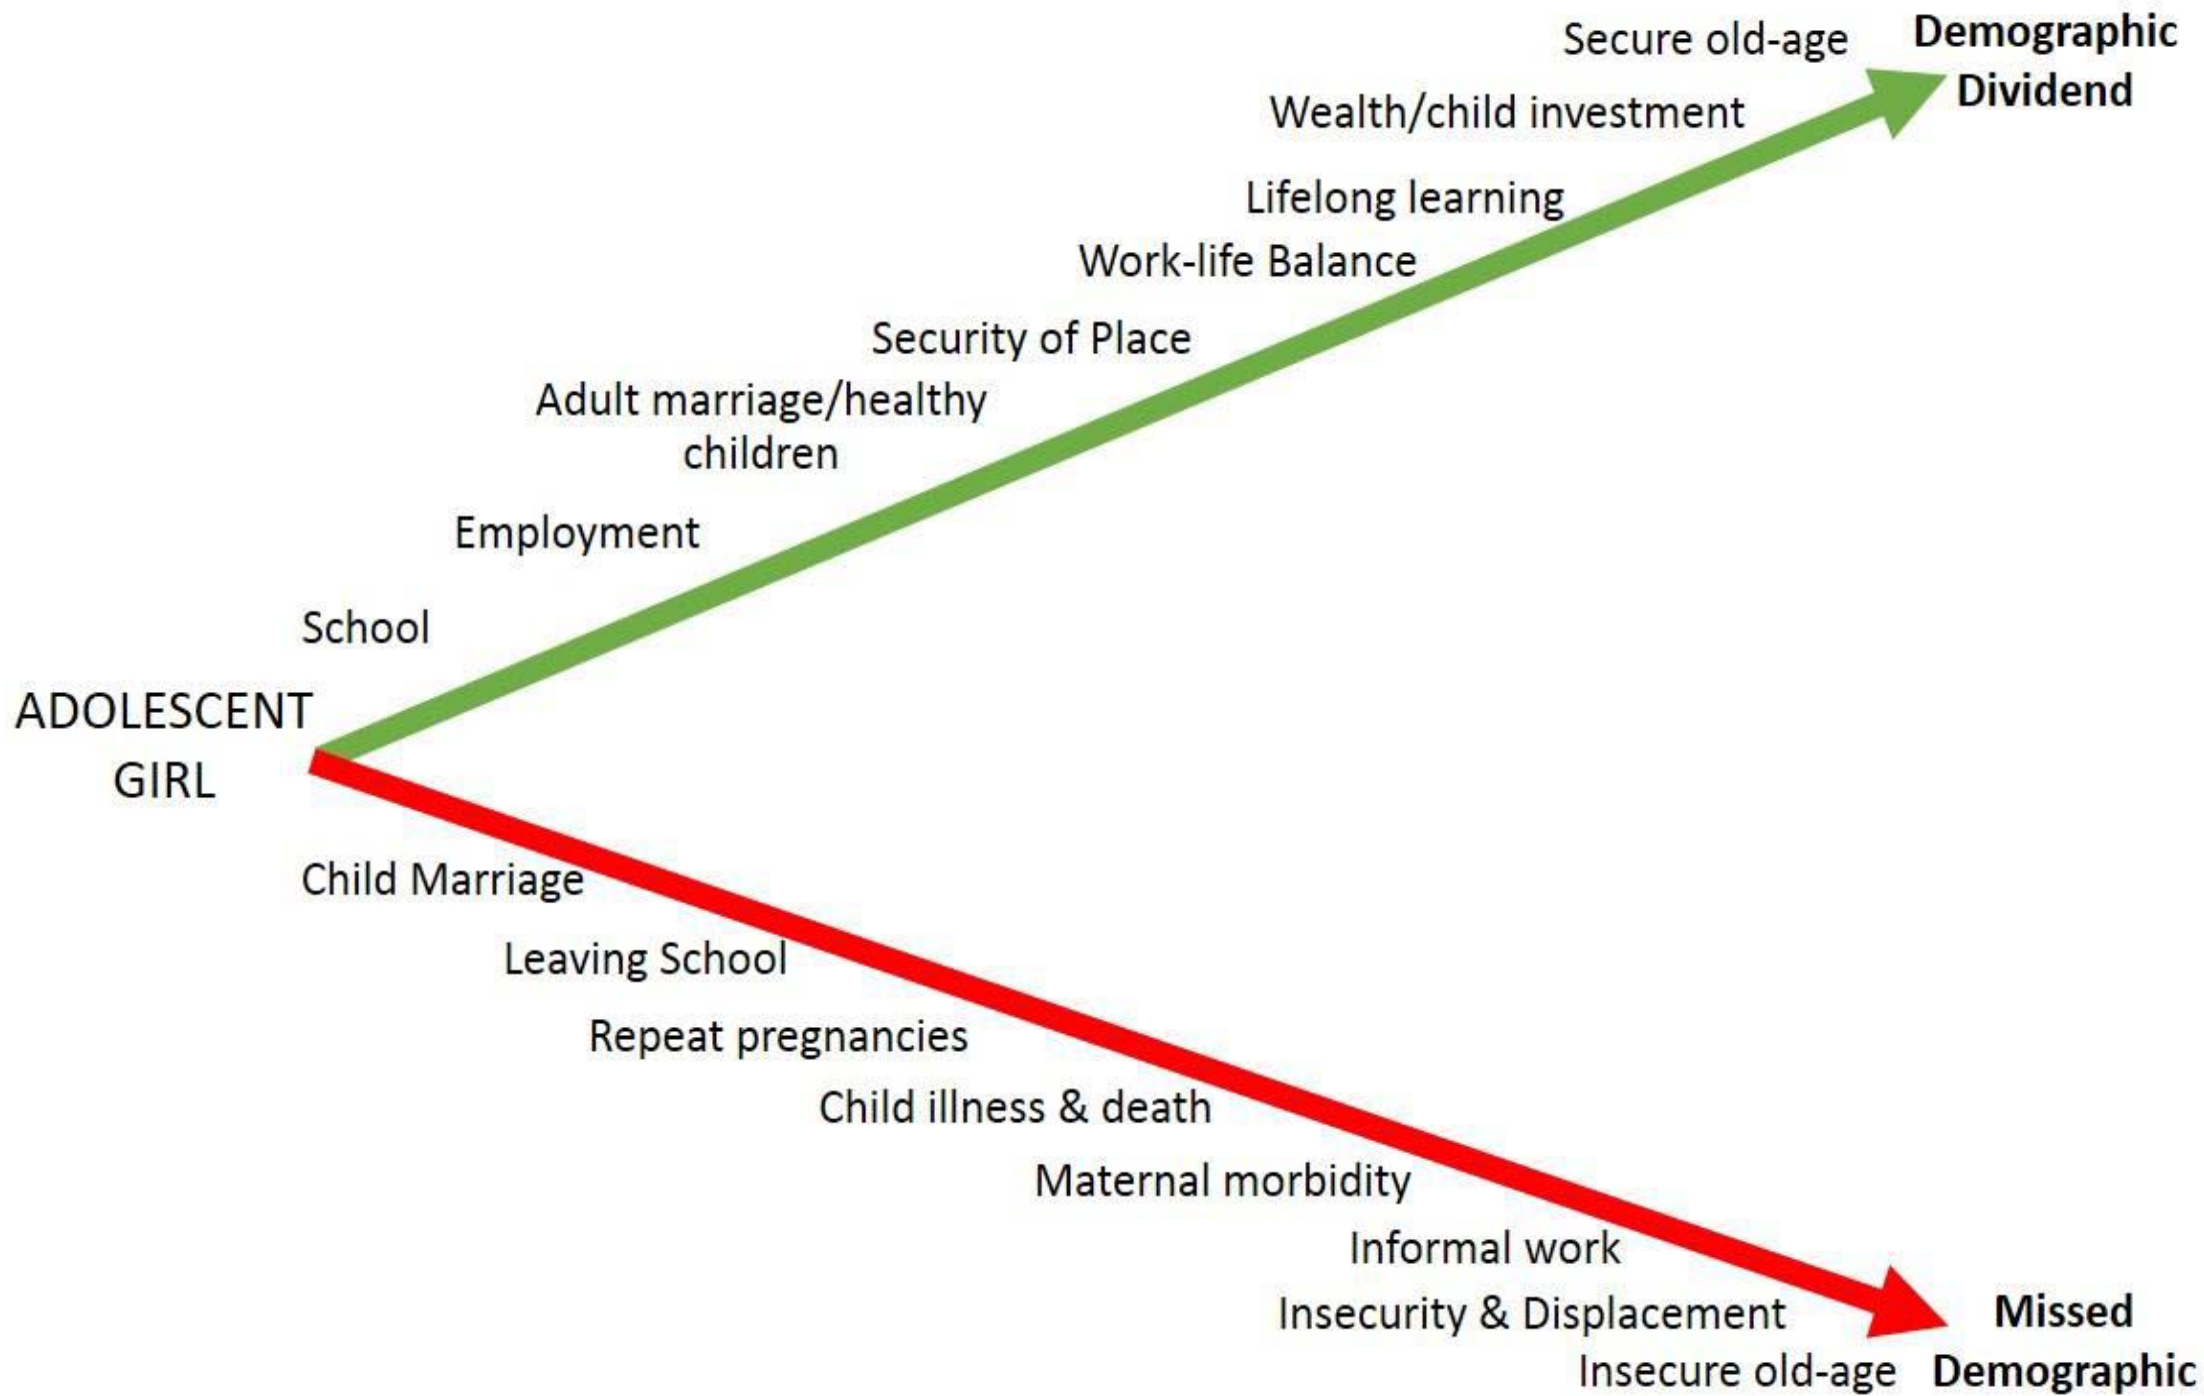 Secure old-age
Demographic
Dividend
Wealth/child investment
Lifelong learning
Work-life Balance
Security of Place
Adult marriage/healthy
children
Employment
School
ADOLESCENT
GIRL
Child Marriage
Leaving School
Repeat pregnancies
Child illness & death
Maternal morbidity
Informal work
Insecurity & Displacement
Insecure old-age
Missed
Demographic